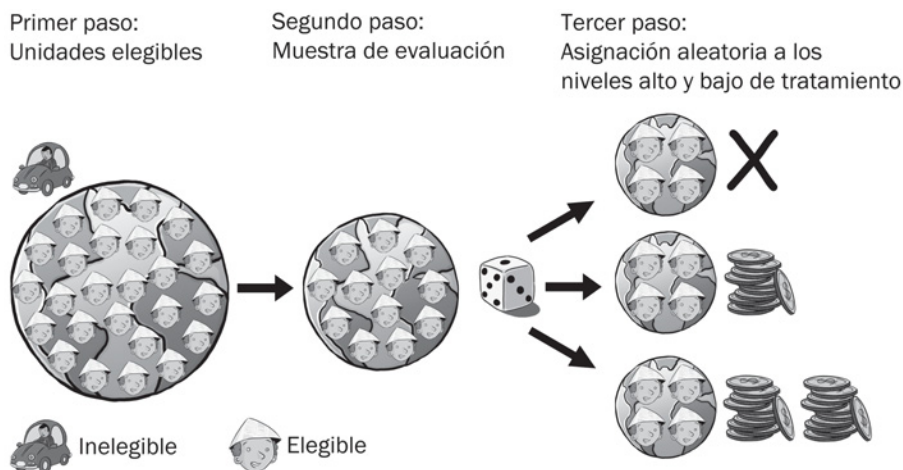 Primer paso:
Unidades elegibles
Segundo paso:
Muestra de evaluación
Tercer paso:
Asignación aleatoria a los
niveles alto y bajo de tratamiento
Inelegible
Elegible